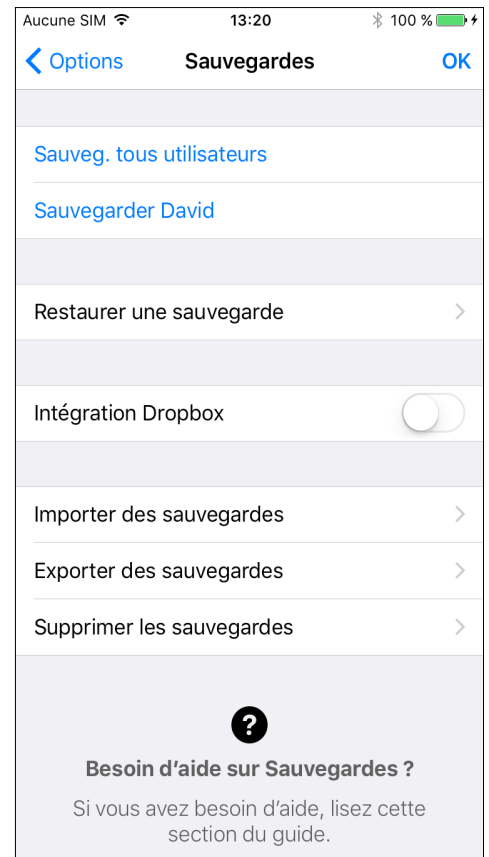 Aucune SIM 13:20 100 %
Options Sauvegardes OK
Sauveg. tous utilisateurs
Sauvegarder David
Restaurer une sauvegarde
Intégration Dropbox
Importer des sauvegardes
Exporter des sauvegardes
Supprimer les sauvegardes
?
Besoin d’aide sur Sauvegardes ?
Si vous avez besoin d’aide, lisez cette
section du guide.